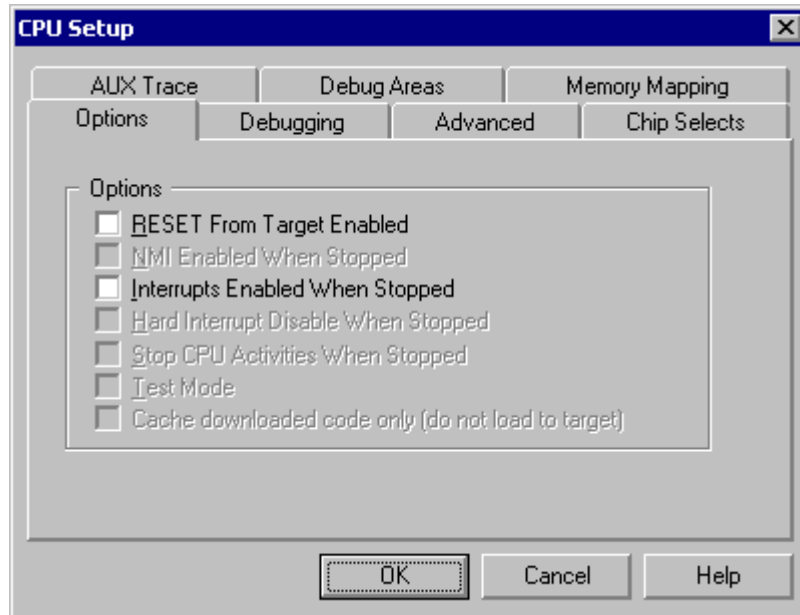 CPU Setup
AUX Trace Debug Areas Memory Mapping
Options Debugging Advanced Chip Selects
Options
RESET From Target Enabled
NMI Enabled When Stopped
Interrupts Enabled When Stopped
Hard Interrupt Disable When Stopped
Stop CPU Activities When Stopped
Test Mode
Cache downloaded code only (do not load to target)
OK Cancel Help